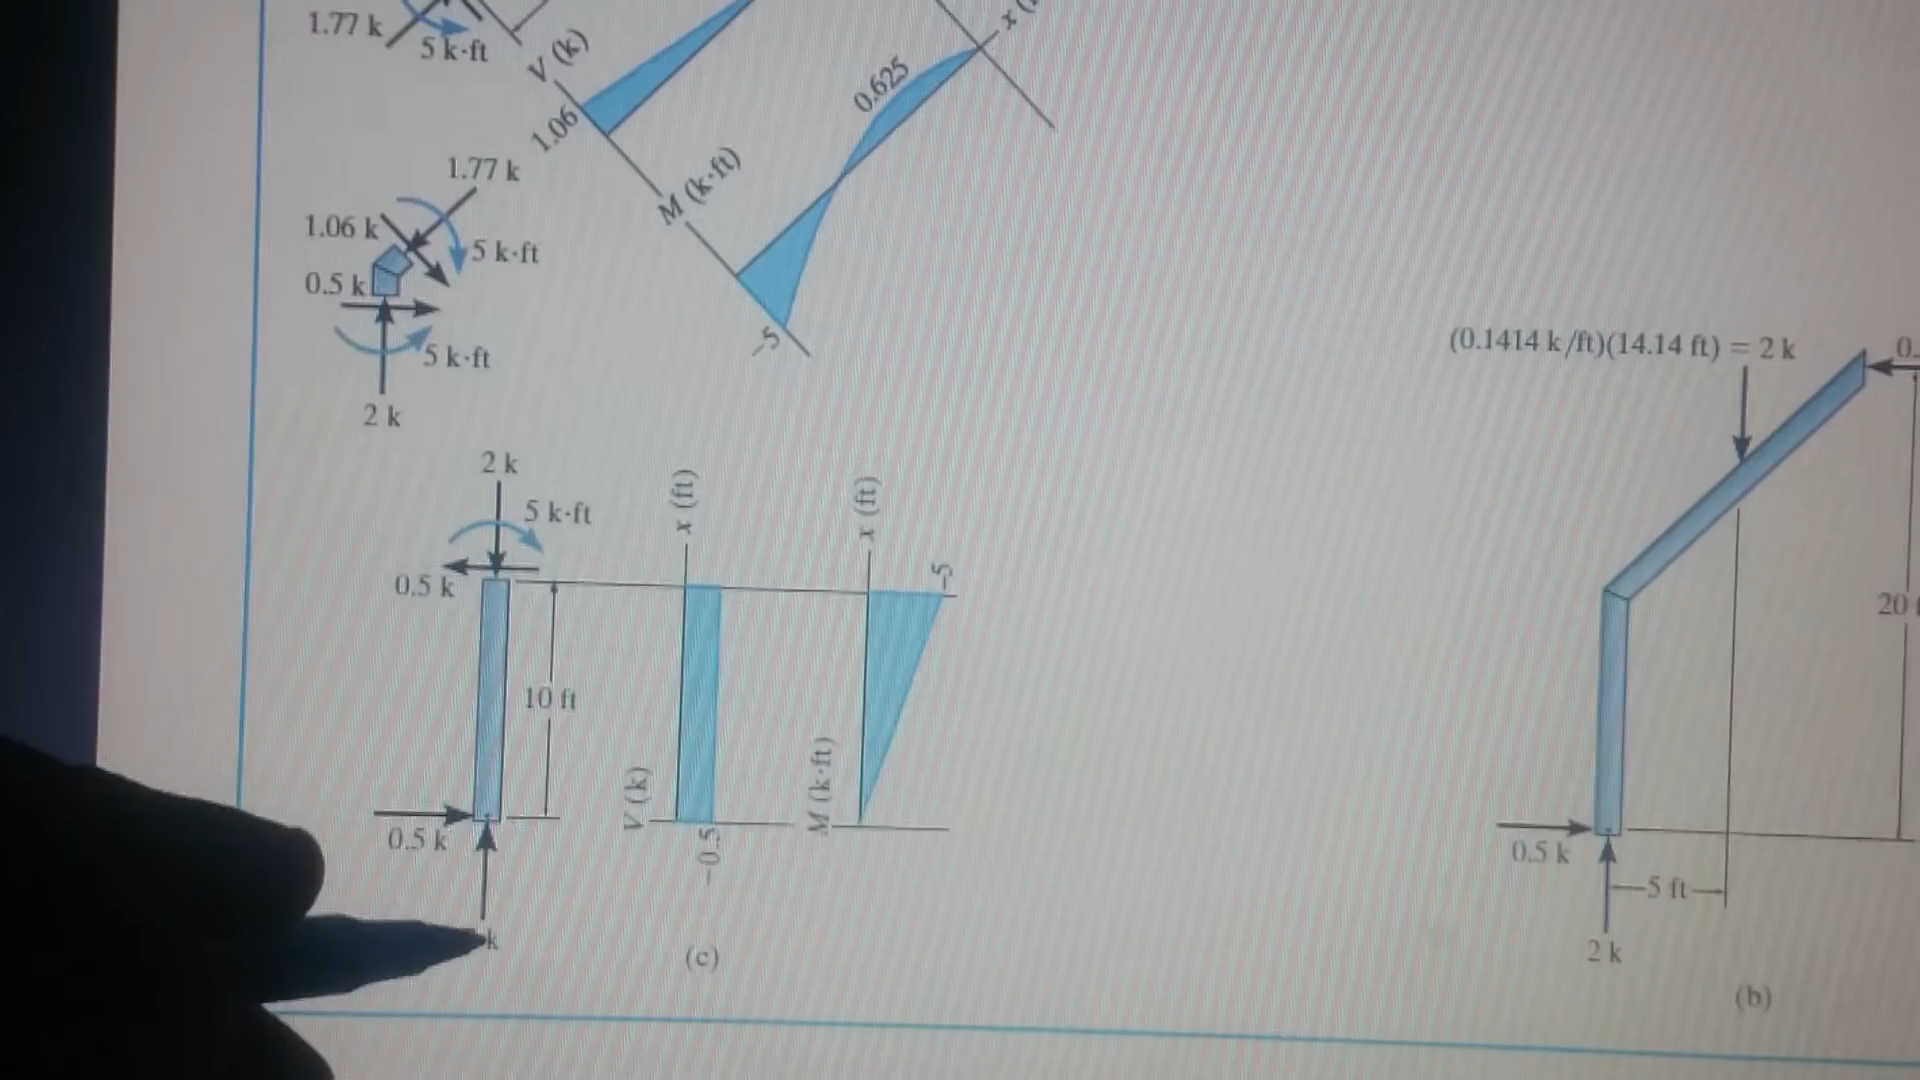 1.77 k
5 k·ft
V (k)
1.06
M (k·ft)
0.625
-5
1.77 k
1.06 k
5 k·ft
0.5 k
5 k·ft
2 k
2 k
5 k·ft
0.5 k
10 ft
0.5 k
k
x (ft)
V (k)
-0.5
x (ft)
M (k·ft)
-5
(c)
(0.1414 k/ft)(14.14 ft) = 2 k
0.
20
0.5 k
5 ft
2 k
(b)